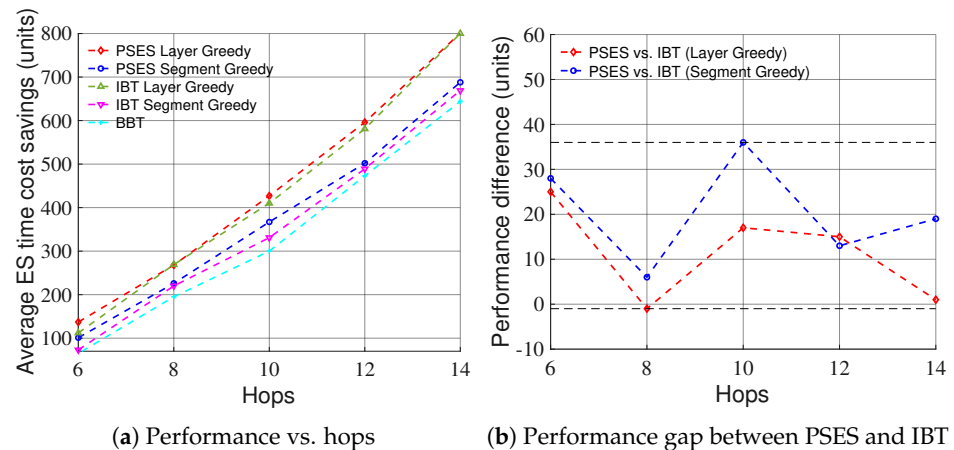 Average ES time cost savings (units)
800
700
600
500
400
300
200
100
PSES Layer Greedy
PSES Segment Greedy
IBT Layer Greedy
IBT Segment Greedy
BBT
6 8 10 12 14
Hops
(a) Performance vs. hops
Performance difference (units)
60
50
40
30
20
10
0
-10
PSES vs. IBT (Layer Greedy)
PSES vs. IBT (Segment Greedy)
6 8 10 12 14
Hops
(b) Performance gap between PSES and IBT